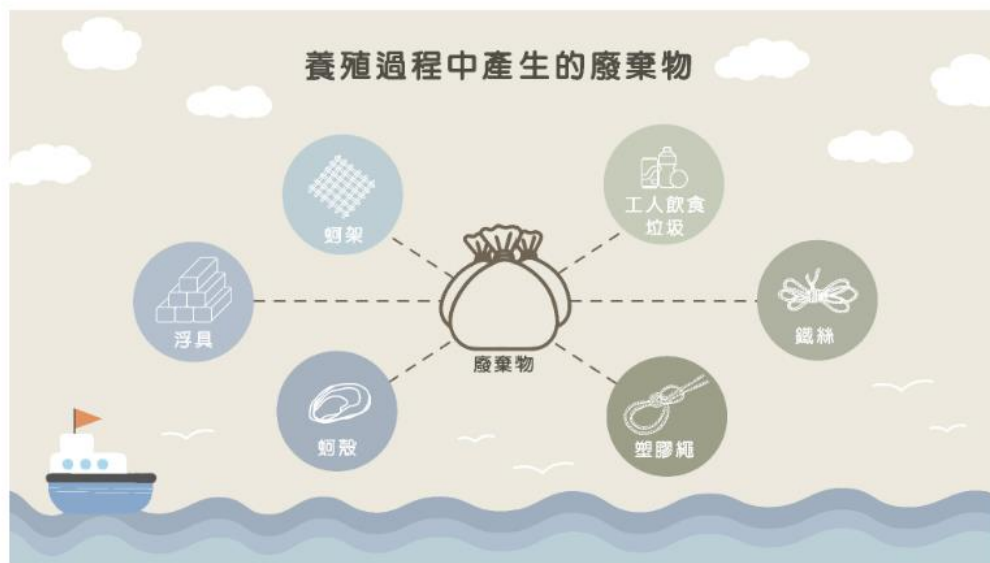 養殖過程中產生的廢棄物
蚵架
工人飲食
垃圾
浮具
鐵絲
廢棄物
蚵殼
塑膠繩